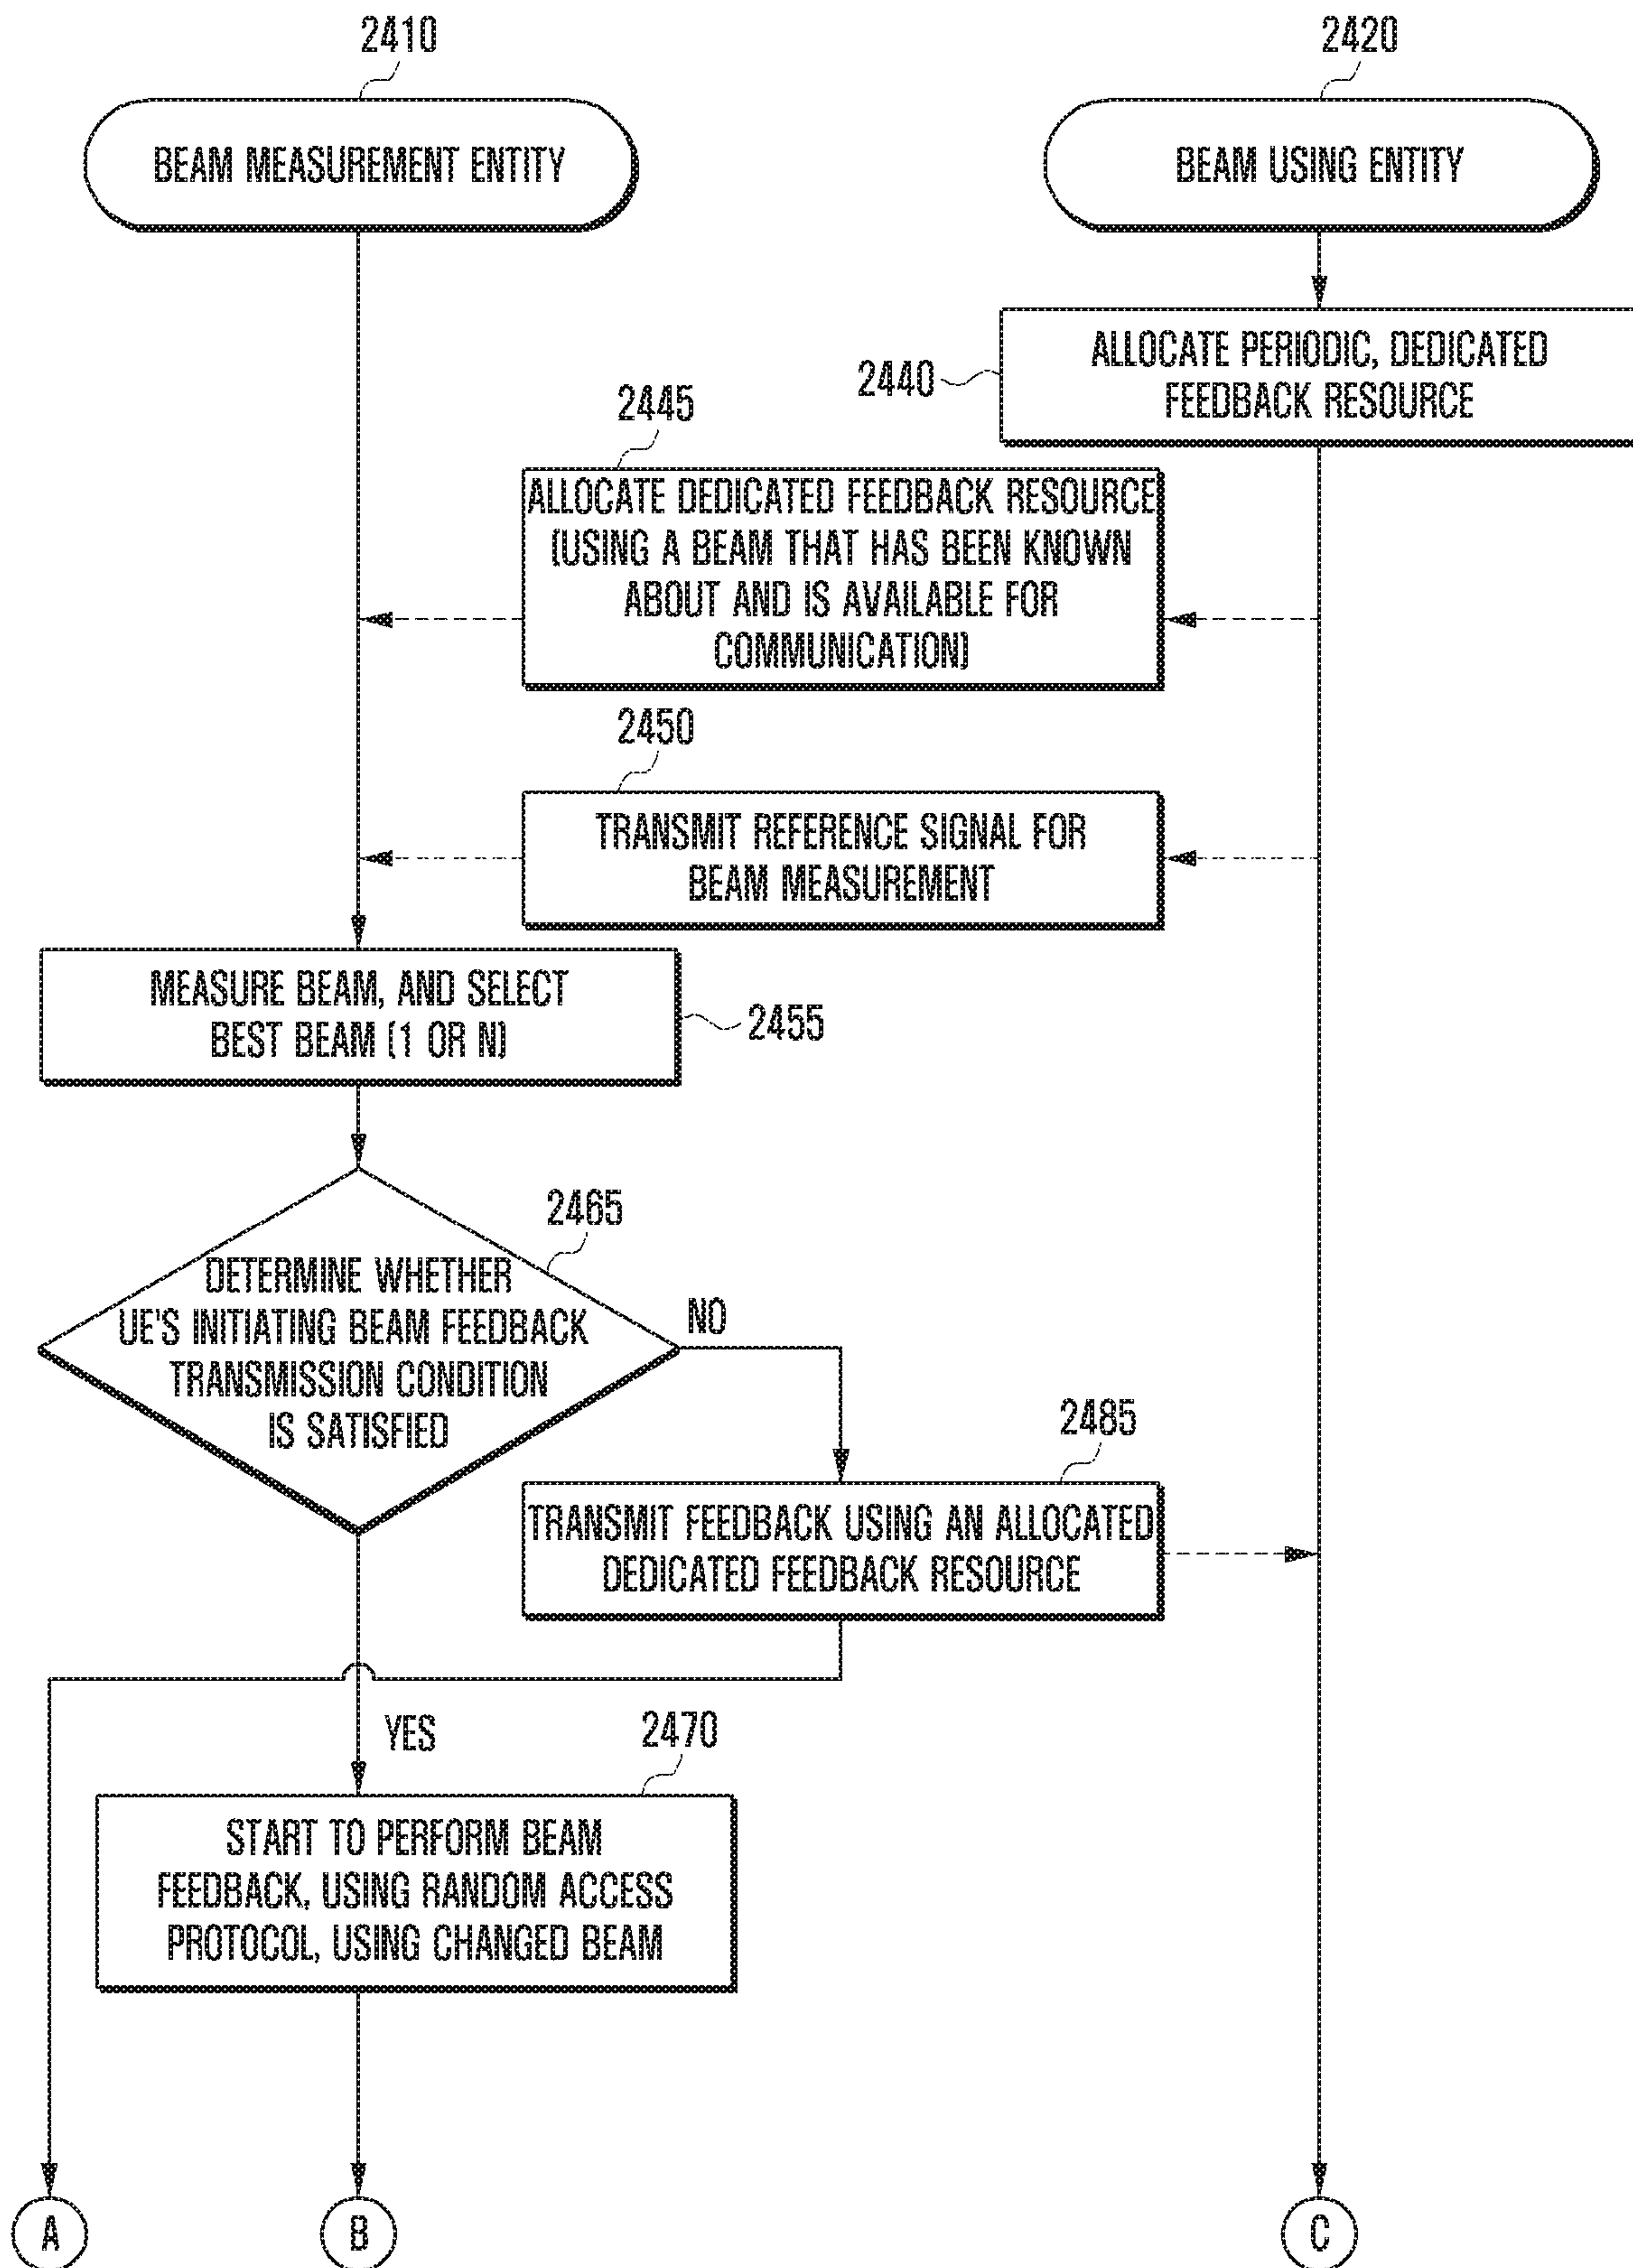 2410
2420
BEAM MEASUREMENT ENTITY
BEAM USING ENTITY
2440
ALLOCATE PERIODIC, DEDICATED
FEEDBACK RESOURCE
2445
ALLOCATE DEDICATED FEEDBACK RESOURCE
(USING A BEAM THAT HAS BEEN KNOWN
ABOUT AND IS AVAILABLE FOR
COMMUNICATION)
2450
TRANSMIT REFERENCE SIGNAL FOR
BEAM MEASUREMENT
MEASURE BEAM, AND SELECT
BEST BEAM (1 OR N)
2455
2465
DETERMINE WHETHER
UE'S INITIATING BEAM FEEDBACK
TRANSMISSION CONDITION
IS SATISFIED
NO
2485
TRANSMIT FEEDBACK USING AN ALLOCATED
DEDICATED FEEDBACK RESOURCE
YES
2470
START TO PERFORM BEAM
FEEDBACK, USING RANDOM ACCESS
PROTOCOL, USING CHANGED BEAM
A
B
C